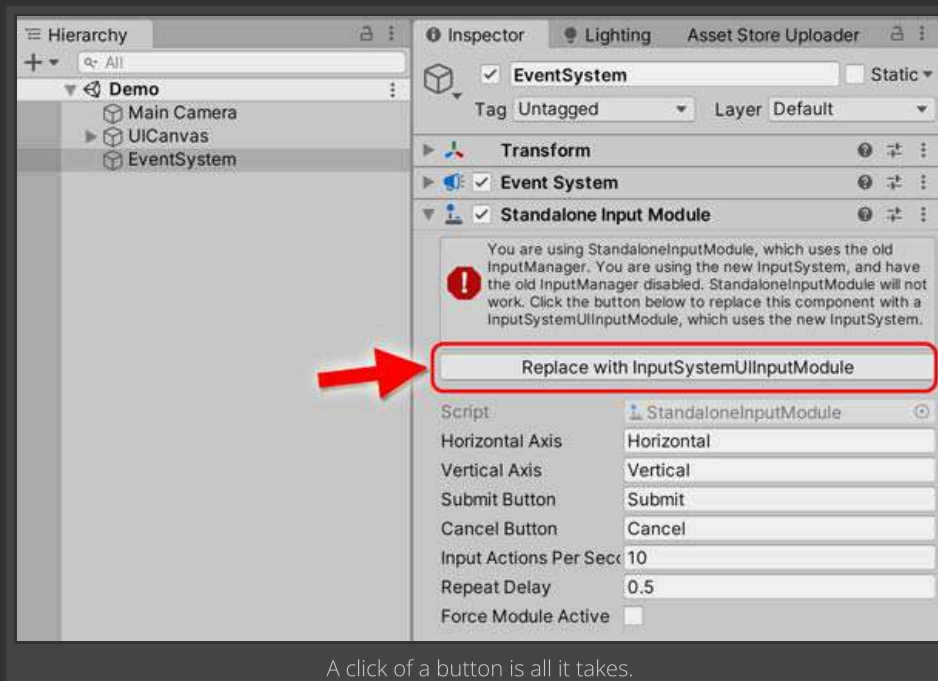 Hierarchy
All
Demo
Main Camera
UICanvas
EventSystem
Inspector Lighting Asset Store Uploader
EventSystem Static
Tag Untagged Layer Default
Transform
Event System
Standalone Input Module
You are using StandaloneInputModule, which uses the old
InputManager. You are using the new InputSystem, and have
the old InputManager disabled. StandaloneInputModule will not
work. Click the button below to replace this component with a
InputSystemUIInputModule, which uses the new InputSystem.
Replace with InputSystemUIInputModule
Script StandaloneInputModule
Horizontal Axis Horizontal
Vertical Axis Vertical
Submit Button Submit
Cancel Button Cancel
Input Actions Per Sec 10
Repeat Delay 0.5
Force Module Active
A click of a button is all it takes.